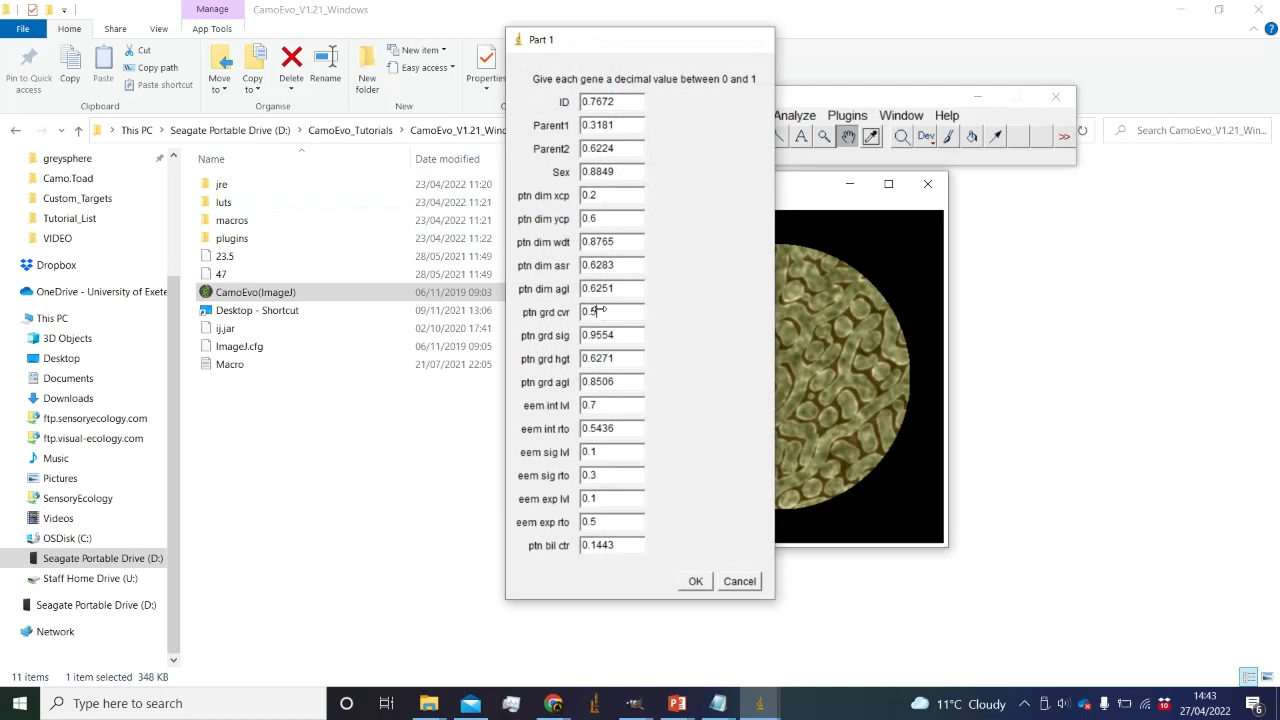 Manage
CamoEvo_V1.21_Windows
File
Home
Share
View
App Tools
Pin to Quick access
Copy
Paste
Cut
Copy path
Paste shortcut
Clipboard
Move to
Copy to
Delete
Rename
Organise
New folder
New item
Easy access
New
Properties
This PC
Seagate Portable Drive (D:)
CamoEvo_Tutorials
Search CamoEvo_V1.21_Win...
Name
Date modified
greysphere
Camo.Toad
Custom_Targets
Tutorial_List
VIDEO
Dropbox
OneDrive - University of Exete
This PC
3D Objects
Desktop
Documents
Downloads
ftp.sensoryecology.com
ftp.visual-ecology.com
Music
Pictures
SensoryEcology
Videos
OSDisk (C:)
Seagate Portable Drive (D:)
Staff Home Drive (U:)
Seagate Portable Drive (D:)
Network
jre 23/04/2022 11:20
luts 23/04/2022 11:21
macros 23/04/2022 11:21
plugins 23/04/2022 11:22
23.5 28/05/2021 11:49
47 28/05/2021 11:49
CamoEvo(ImageJ) 06/11/2019 09:03
Desktop - Shortcut 09/11/2021 13:06
ij.jar 02/10/2020 17:41
ImageJ.cfg 06/11/2019 09:05
Macro 21/07/2021 22:05
Part 1
Give each gene a decimal value between 0 and 1
ID 0.7672
Parent1 0.3181
Parent2 0.6224
Sex 0.8849
ptn dim xcp 0.2
ptn dim ycp 0.6
ptn dim wdt 0.8765
ptn dim asr 0.6283
ptn dim agl 0.6251
ptn grd cvr 0.5
ptn grd sig 0.9554
ptn grd hgt 0.6271
ptn grd agl 0.8506
eem int lvl 0.7
eem int rto 0.5436
eem sig lvl 0.1
eem sig rto 0.3
eem exp lvl 0.1
eem exp rto 0.5
ptn bil ctr 0.1443
OK
Cancel
Plugins
Window
Help
A
Dev
>>
11 items
1 item selected 348 KB
Type here to search
11°C Cloudy
10
14:43
27/04/2022
6